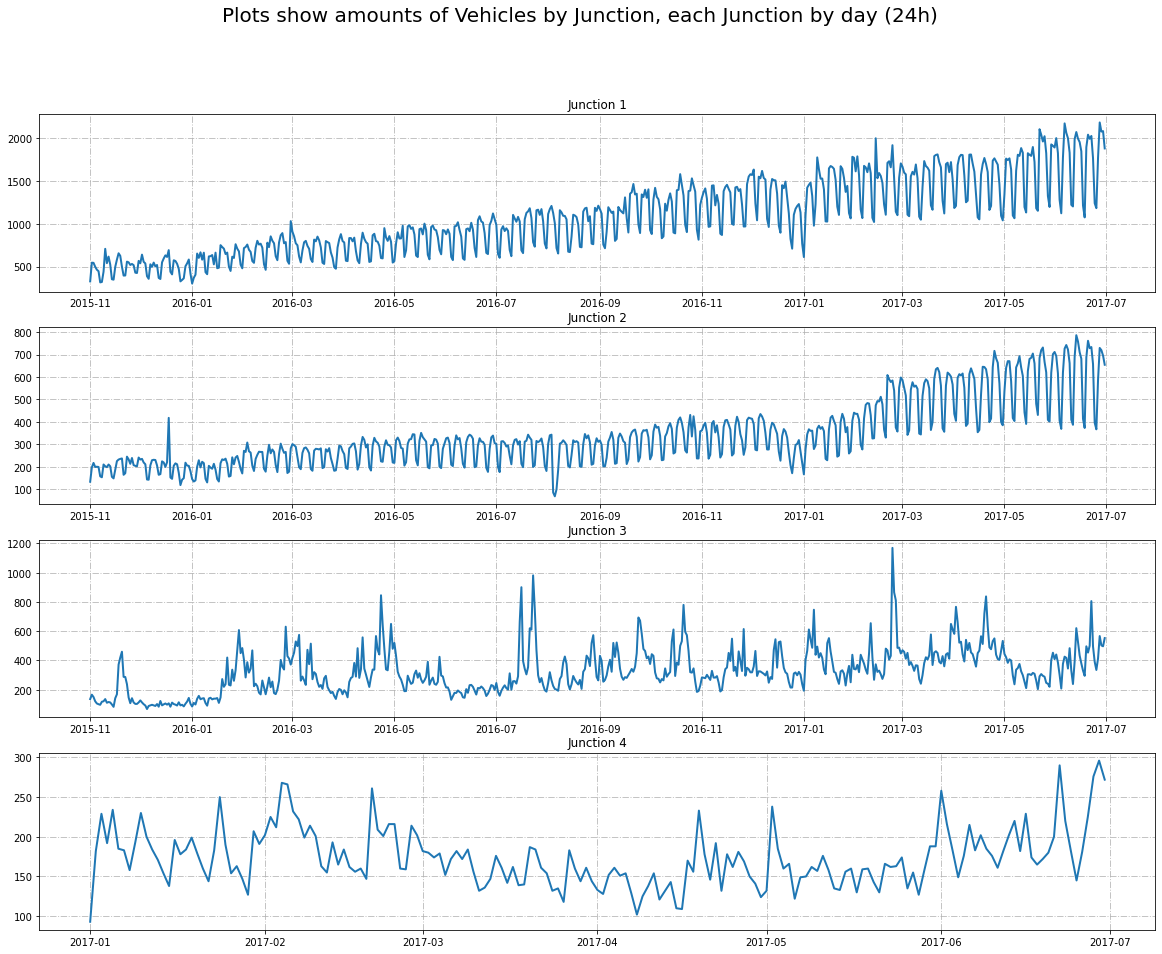 Plots show amounts of Vehicles by Junction, each Junction by day (24h)
Junction 1
2000
1500
1000
500
2015-11 2016-01 2016-03 2016-05 2016-07 2016-09 2016-11 2017-01 2017-03 2017-05 2017-07
Junction 2
800
700
600
500
400
300
200
100
2015-11 2016-01 2016-03 2016-05 2016-07 2016-09 2016-11 2017-01 2017-03 2017-05 2017-07
Junction 3
1200
1000
800
600
400
200
2015-11 2016-01 2016-03 2016-05 2016-07 2016-09 2016-11 2017-01 2017-03 2017-05 2017-07
Junction 4
300
250
200
150
100
2017-01 2017-02 2017-03 2017-04 2017-05 2017-06 2017-07